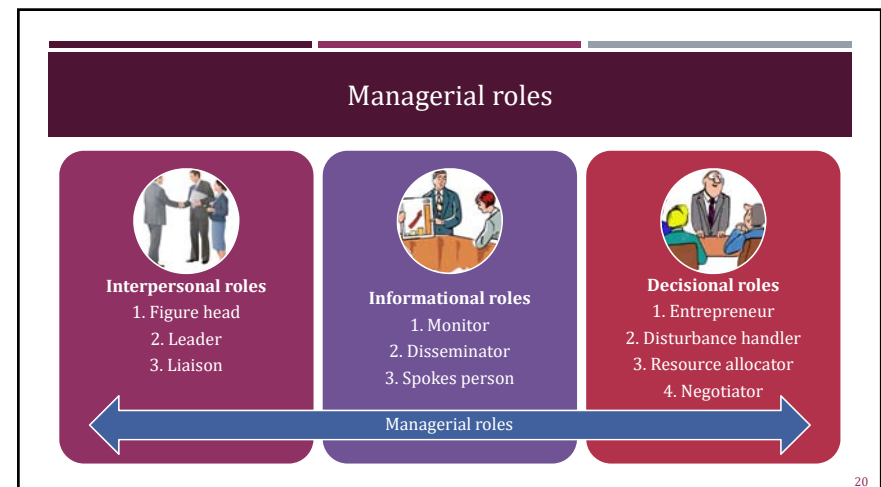 Managerial roles
Interpersonal roles
1. Figure head
2. Leader
3. Liaison
Informational roles
1. Monitor
2. Disseminator
3. Spokes person
Decisional roles
1. Entrepreneur
2. Disturbance handler
3. Resource allocator
4. Negotiator
Managerial roles
20